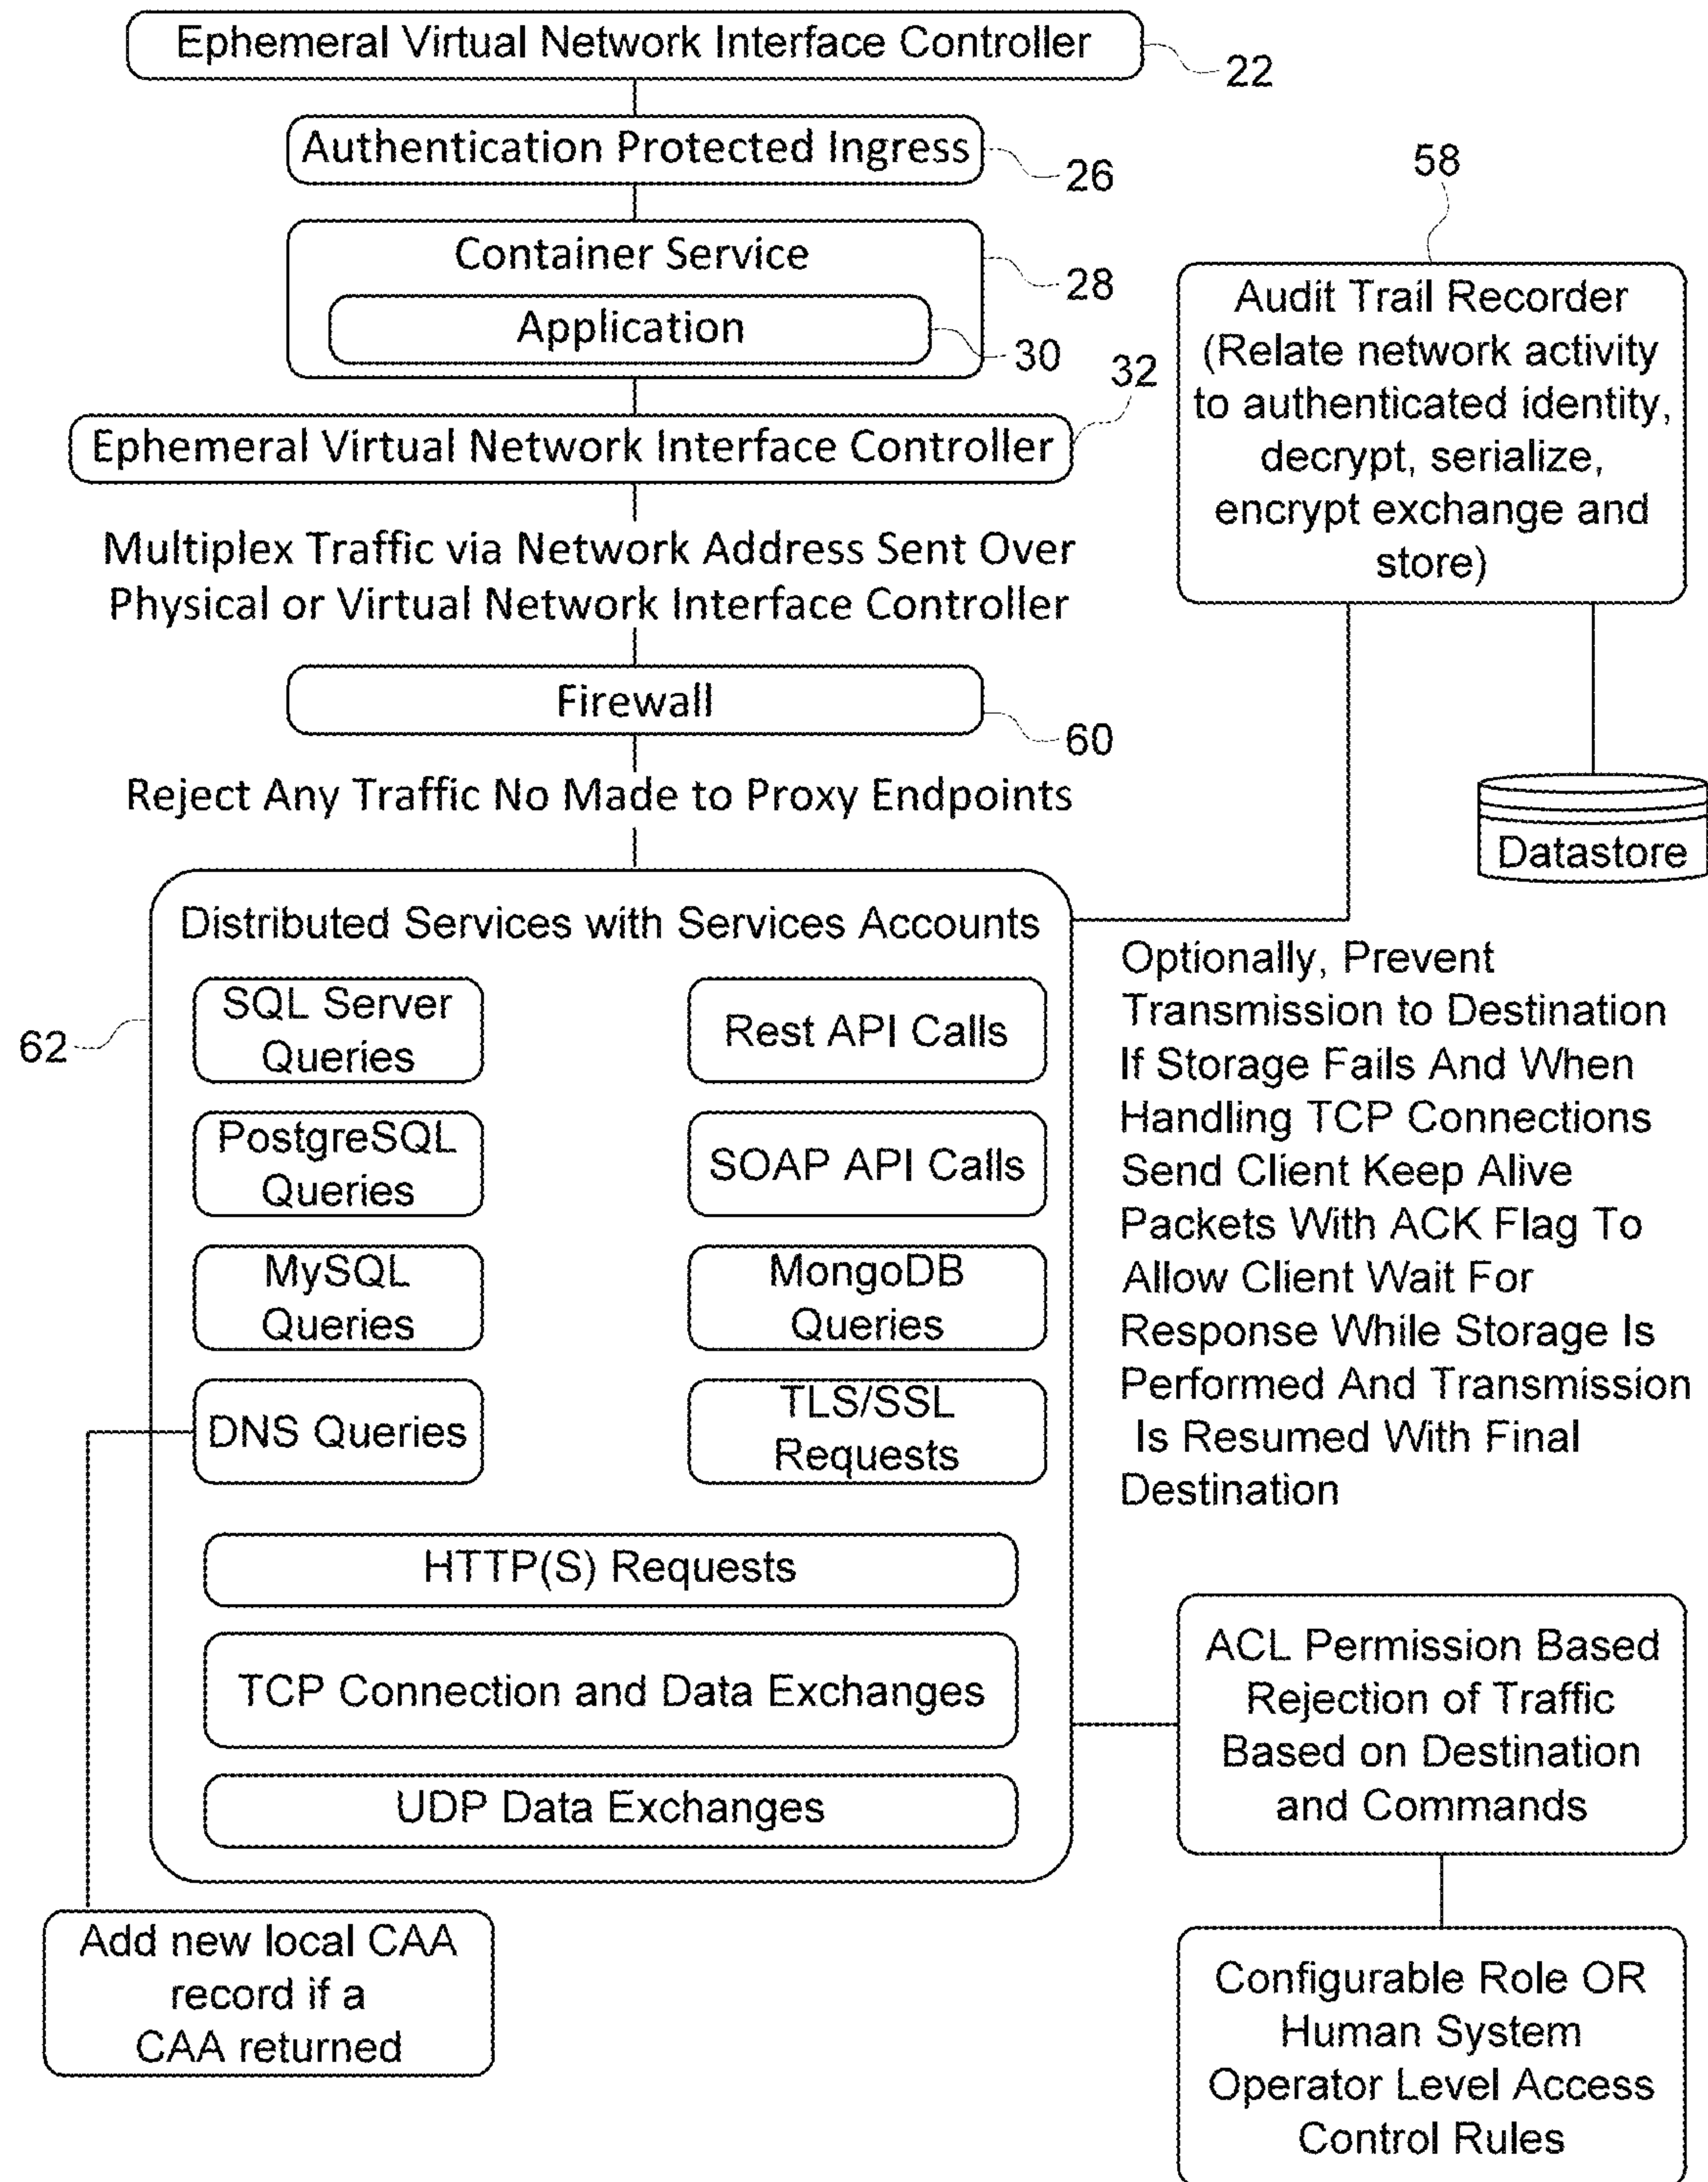 Ephemeral Virtual Network Interface Controller
22
Authentication Protected Ingress
26
Container Service
28
Application
30
Ephemeral Virtual Network Interface Controller
32
Multiplex Traffic via Network Address Sent Over
Physical or Virtual Network Interface Controller
Firewall
60
Reject Any Traffic No Made to Proxy Endpoints
58
Audit Trail Recorder
(Relate network activity
to authenticated identity,
decrypt, serialize,
encrypt exchange and
store)
Datastore
Distributed Services with Services Accounts
62
SQL Server
Queries
Rest API Calls
PostgreSQL
Queries
SOAP API Calls
MySQL
Queries
MongoDB
Queries
DNS Queries
TLS/SSL
Requests
HTTP(S) Requests
TCP Connection and Data Exchanges
UDP Data Exchanges
Optionally, Prevent
Transmission to Destination
If Storage Fails And When
Handling TCP Connections
Send Client Keep Alive
Packets With ACK Flag To
Allow Client Wait For
Response While Storage Is
Performed And Transmission
Is Resumed With Final
Destination
ACL Permission Based
Rejection of Traffic
Based on Destination
and Commands
Add new local CAA
record if a
CAA returned
Configurable Role OR
Human System
Operator Level Access
Control Rules